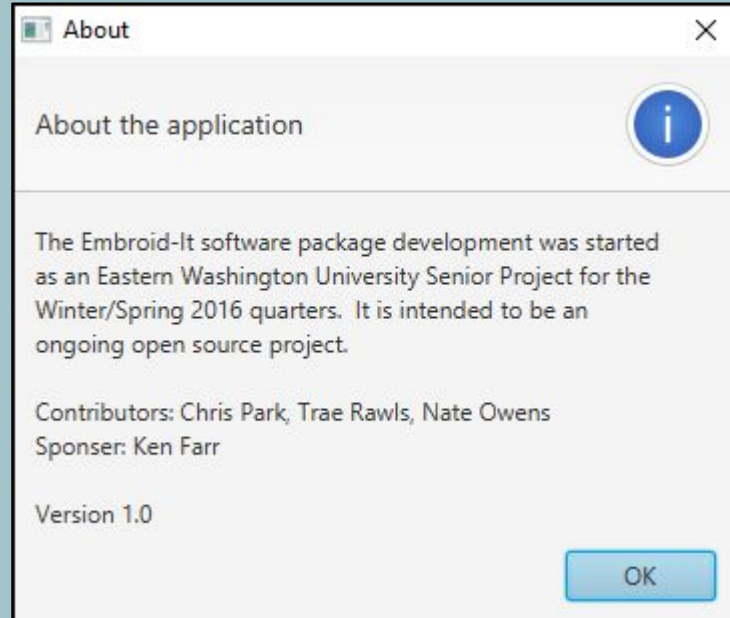 About
About the application
i
The Embroid-It software package development was started
as an Eastern Washington University Senior Project for the
Winter/Spring 2016 quarters.  It is intended to be an
ongoing open source project.
Contributors: Chris Park, Trae Rawls, Nate Owens
Sponser: Ken Farr
Version 1.0
OK